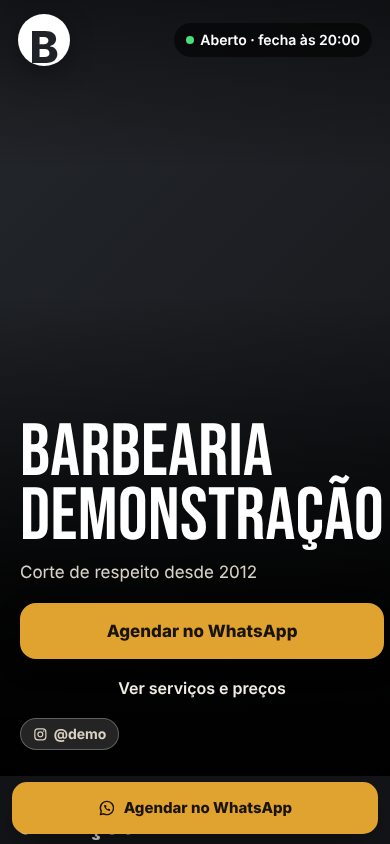 B
Aberto · fecha às 20:00
BARBEARIA
DEMONSTRAÇÃO
Corte de respeito desde 2012
Agendar no WhatsApp
Ver serviços e preços
@demo
Agendar no WhatsApp